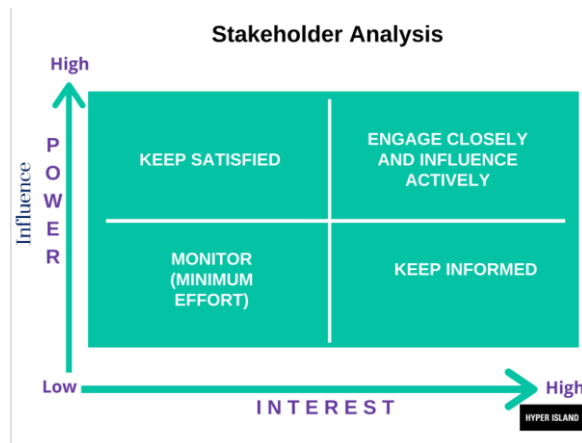 Stakeholder Analysis
High
Influence
POWER
KEEP SATISFIED
ENGAGE CLOSELY
AND INFLUENCE
ACTIVELY
MONITOR
(MINIMUM
EFFORT)
KEEP INFORMED
Low
INTEREST
High
HYPER ISLAND